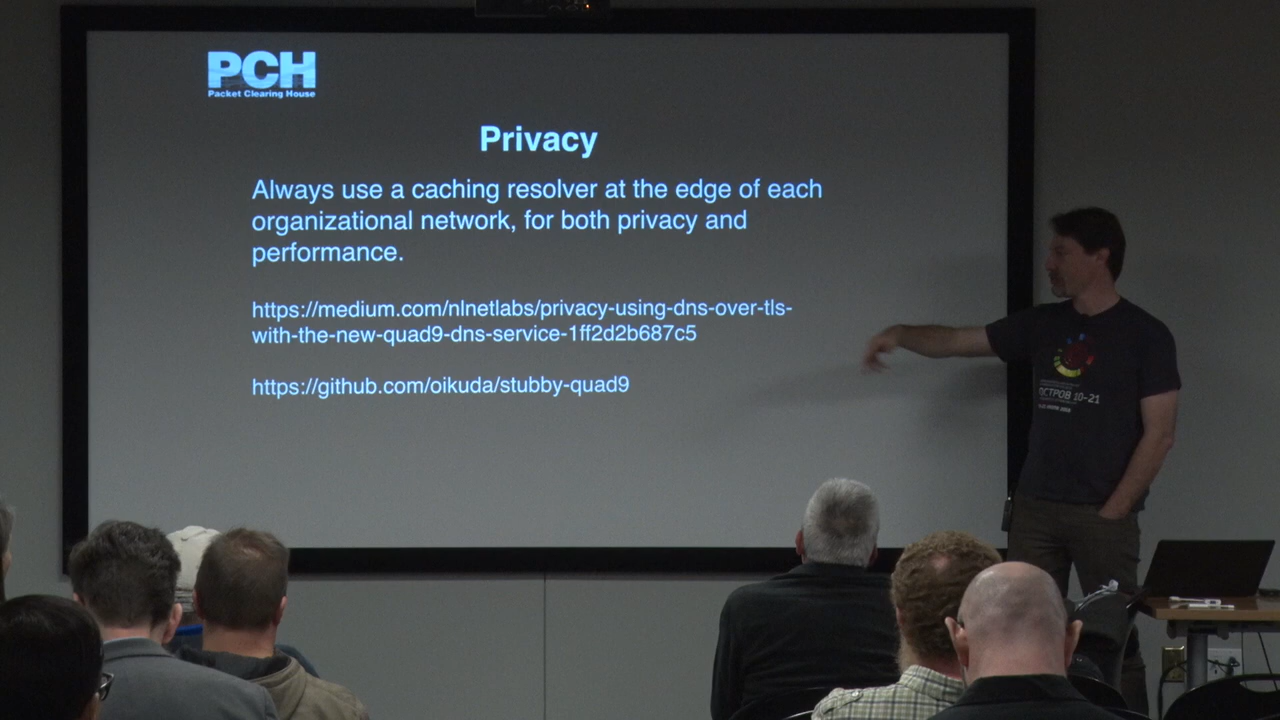 PCH
Packet Clearing House
Privacy
Always use a caching resolver at the edge of each
organizational network, for both privacy and
performance.
https://medium.com/nlnetlabs/privacy-using-dns-over-tls-
with-the-new-quad9-dns-service-1ff2d2b687c5
https://github.com/oikuda/stubby-quad9
ОСТРОВ 10-21